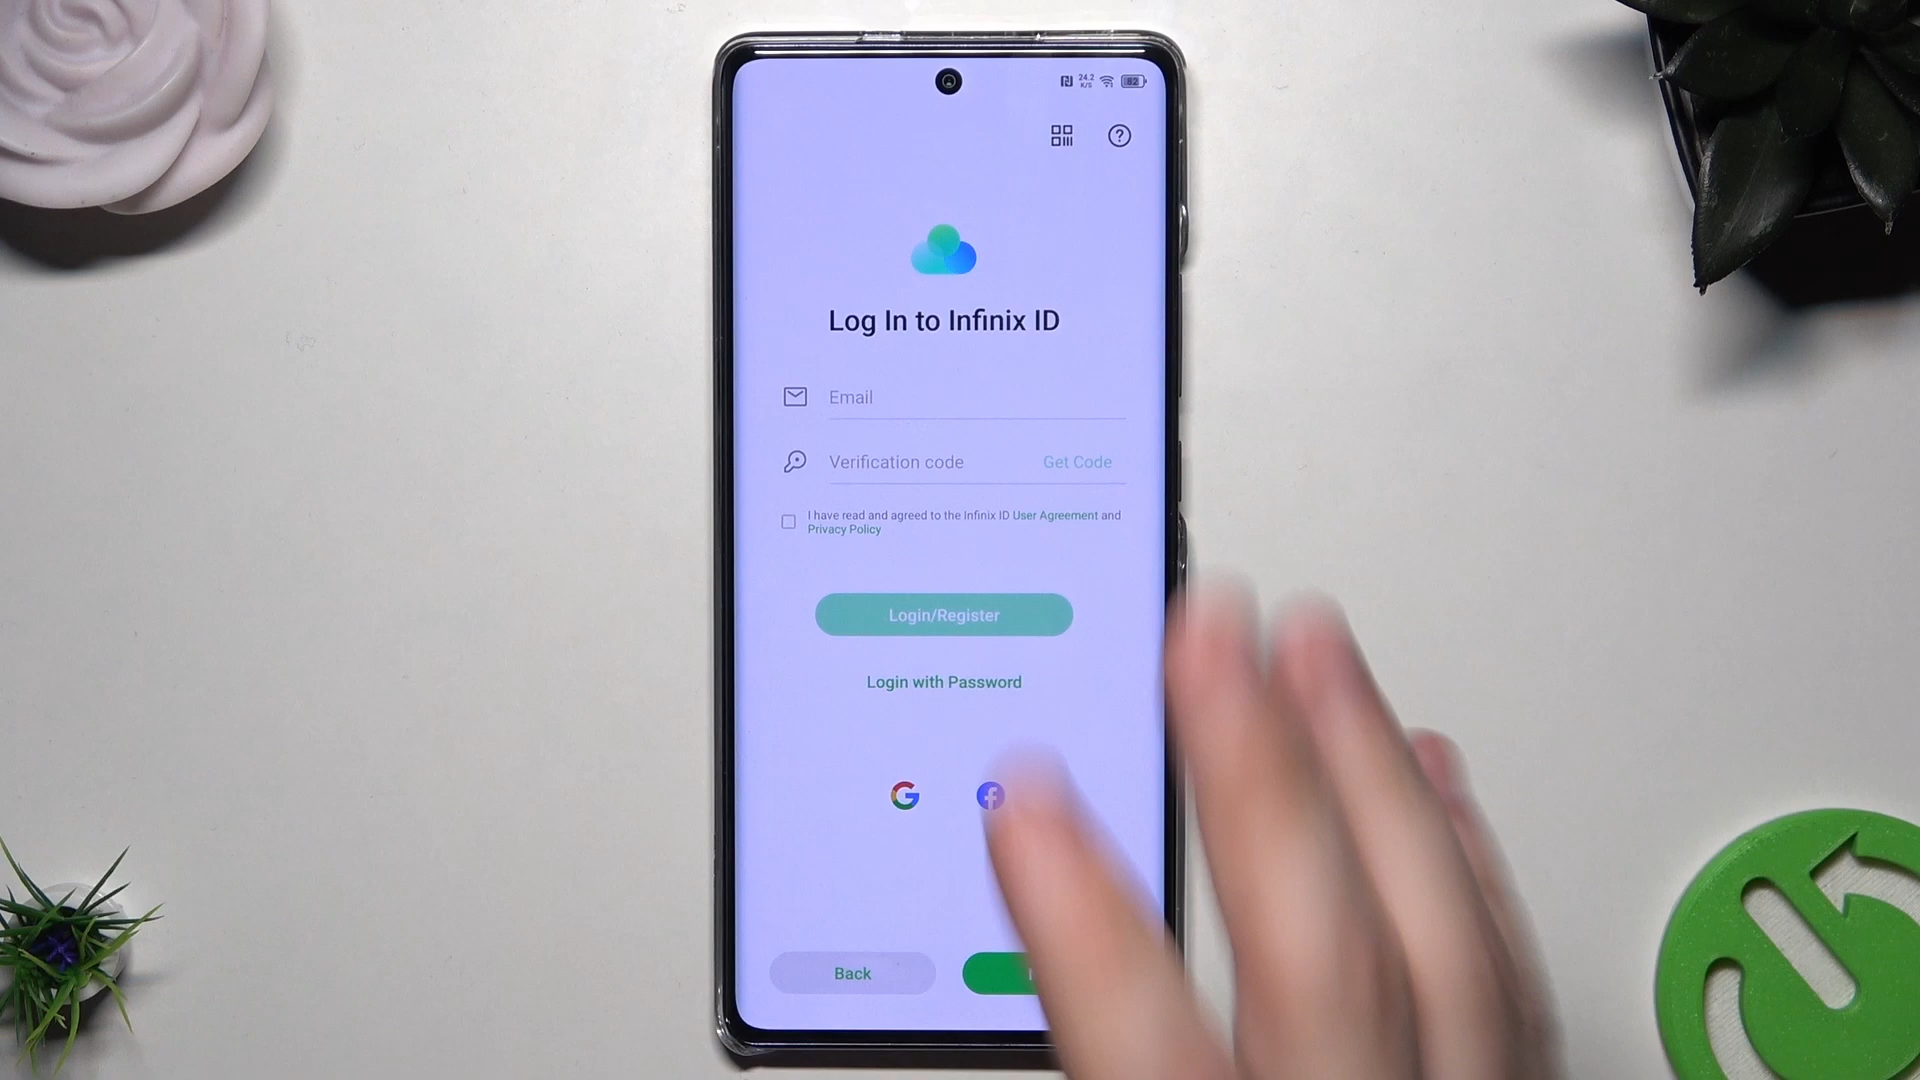 24.2
K/S
82
Log In to Infinix ID
Email
Verification code Get Code
I have read and agreed to the Infinix ID User Agreement and
Privacy Policy
Login/Register
Login with Password
Back